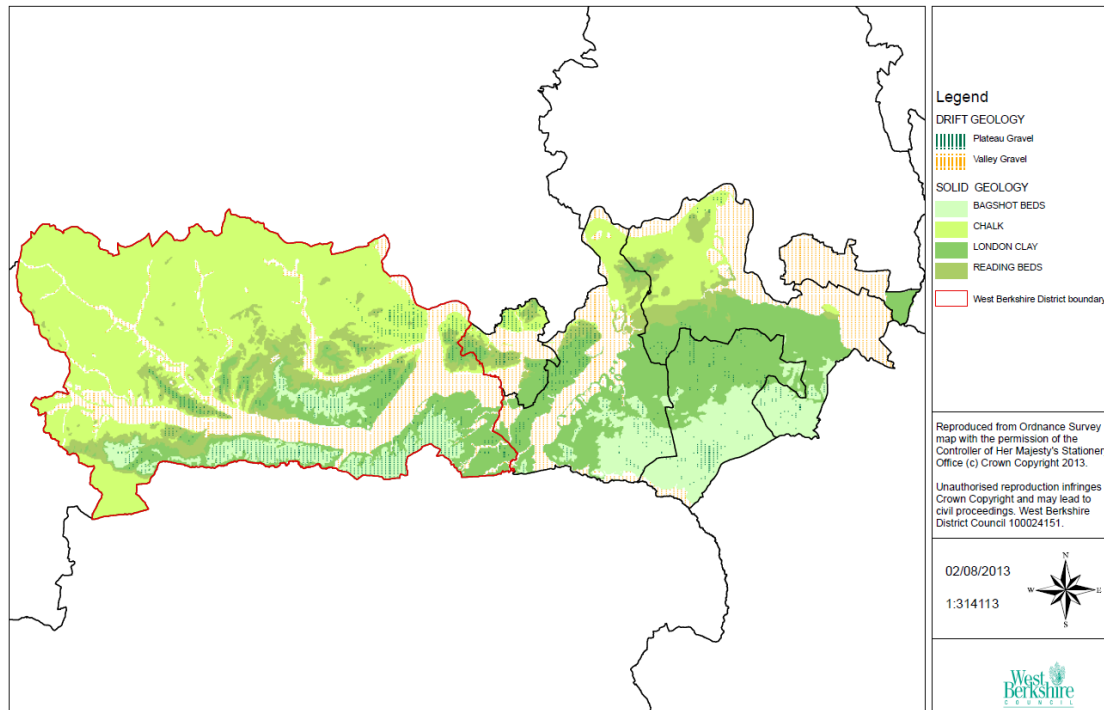 Legend
DRIFT GEOLOGY
Plateau Gravel
Valley Gravel
SOLID GEOLOGY
BAGSHOT BEDS
CHALK
LONDON CLAY
READING BEDS
West Berkshire District boundary
Reproduced from Ordnance Survey
map with the permission of the
Controller of Her Majesty's Stationer
Office (c) Crown Copyright 2013.
Unauthorised reproduction infringes
Crown Copyright and may lead to
civil proceedings. West Berkshire
District Council 100024151.
02/08/2013
1:314113
N
W E
S
West
Berkshire
COUNCIL